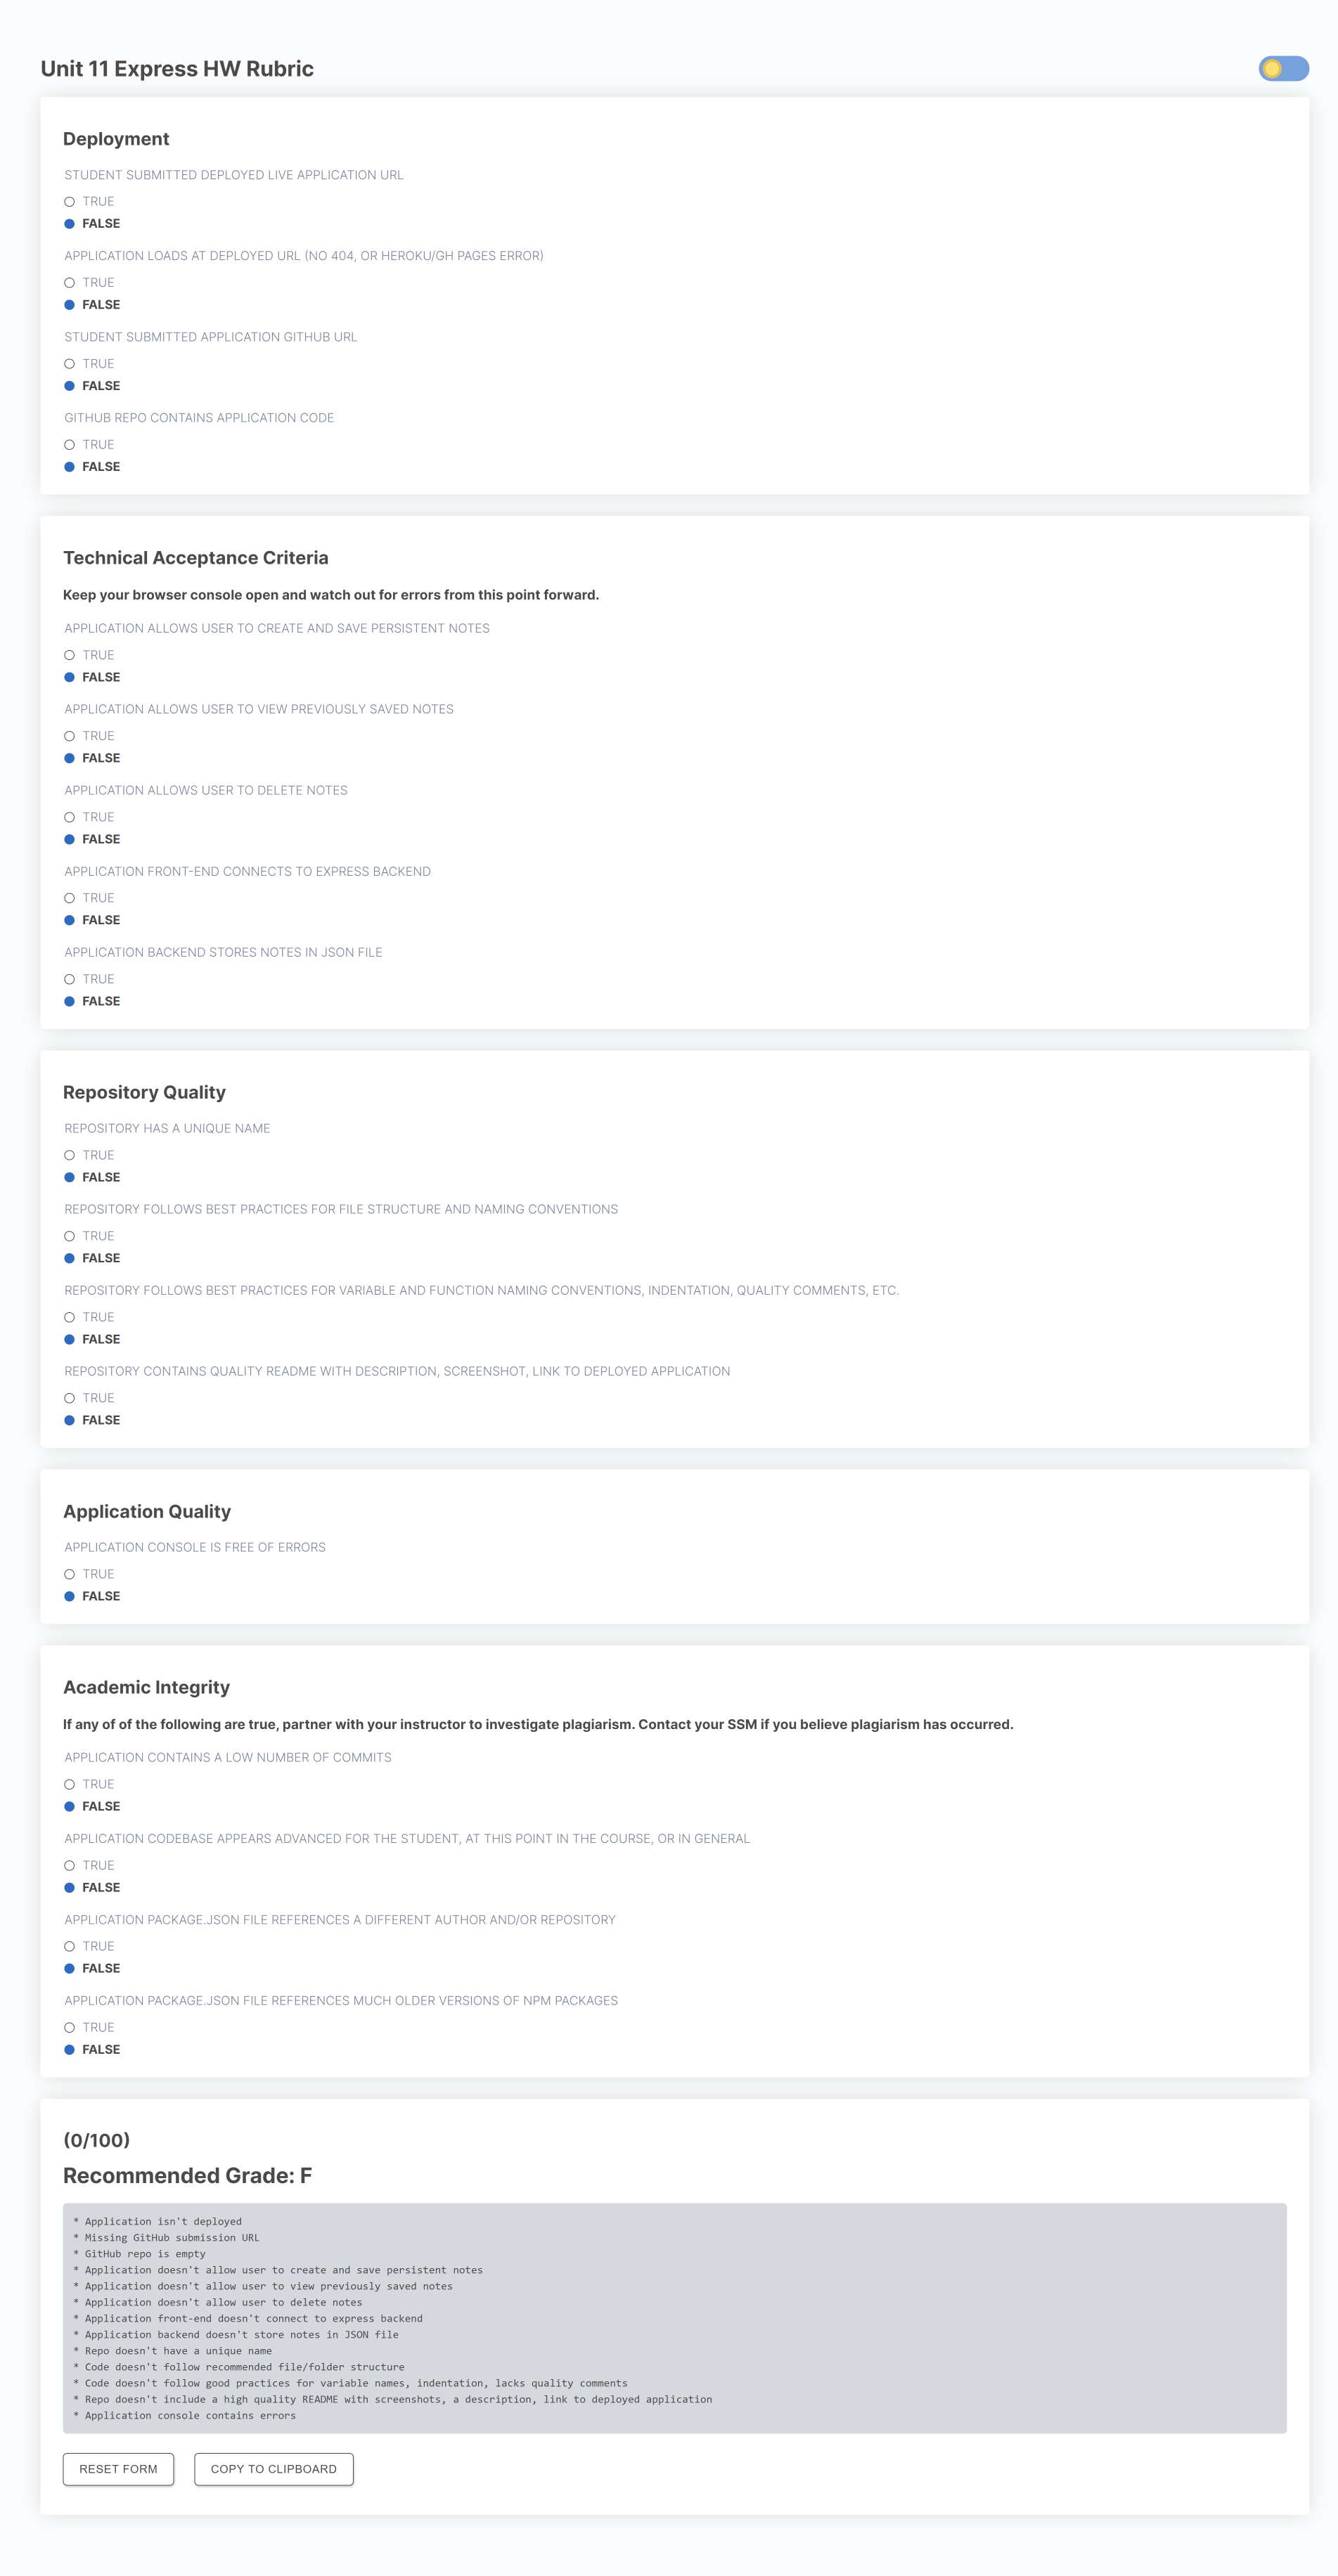 Unit 11 Express HW Rubric
Deployment
STUDENT SUBMITTED DEPLOYED LIVE APPLICATION URL
TRUE
FALSE
APPLICATION LOADS AT DEPLOYED URL (NO 404, OR HEROKU/GH PAGES ERROR)
TRUE
FALSE
STUDENT SUBMITTED APPLICATION GITHUB URL
TRUE
FALSE
GITHUB REPO CONTAINS APPLICATION CODE
TRUE
FALSE
Technical Acceptance Criteria
Keep your browser console open and watch out for errors from this point forward.
APPLICATION ALLOWS USER TO CREATE AND SAVE PERSISTENT NOTES
TRUE
FALSE
APPLICATION ALLOWS USER TO VIEW PREVIOUSLY SAVED NOTES
TRUE
FALSE
APPLICATION ALLOWS USER TO DELETE NOTES
TRUE
FALSE
APPLICATION FRONT-END CONNECTS TO EXPRESS BACKEND
TRUE
FALSE
APPLICATION BACKEND STORES NOTES IN JSON FILE
TRUE
FALSE
Repository Quality
REPOSITORY HAS A UNIQUE NAME
TRUE
FALSE
REPOSITORY FOLLOWS BEST PRACTICES FOR FILE STRUCTURE AND NAMING CONVENTIONS
TRUE
FALSE
REPOSITORY FOLLOWS BEST PRACTICES FOR VARIABLE AND FUNCTION NAMING CONVENTIONS, INDENTATION, QUALITY COMMENTS, ETC.
TRUE
FALSE
REPOSITORY CONTAINS QUALITY README WITH DESCRIPTION, SCREENSHOT, LINK TO DEPLOYED APPLICATION
TRUE
FALSE
Application Quality
APPLICATION CONSOLE IS FREE OF ERRORS
TRUE
FALSE
Academic Integrity
If any of of the following are true, partner with your instructor to investigate plagiarism. Contact your SSM if you believe plagiarism has occurred.
APPLICATION CONTAINS A LOW NUMBER OF COMMITS
TRUE
FALSE
APPLICATION CODEBASE APPEARS ADVANCED FOR THE STUDENT, AT THIS POINT IN THE COURSE, OR IN GENERAL
TRUE
FALSE
APPLICATION PACKAGE.JSON FILE REFERENCES A DIFFERENT AUTHOR AND/OR REPOSITORY
TRUE
FALSE
APPLICATION PACKAGE.JSON FILE REFERENCES MUCH OLDER VERSIONS OF NPM PACKAGES
TRUE
FALSE
(0/100)
Recommended Grade: F
* Application isn't deployed
* Missing GitHub submission URL
* GitHub repo is empty
* Application doesn't allow user to create and save persistent notes
* Application doesn't allow user to view previously saved notes
* Application doesn't allow user to delete notes
* Application front-end doesn't connect to express backend
* Application backend doesn't store notes in JSON file
* Repo doesn't have a unique name
* Code doesn't follow recommended file/folder structure
* Code doesn't follow good practices for variable names, indentation, lacks quality comments
* Repo doesn't include a high quality README with screenshots, a description, link to deployed application
* Application console contains errors
RESET FORM COPY TO CLIPBOARD